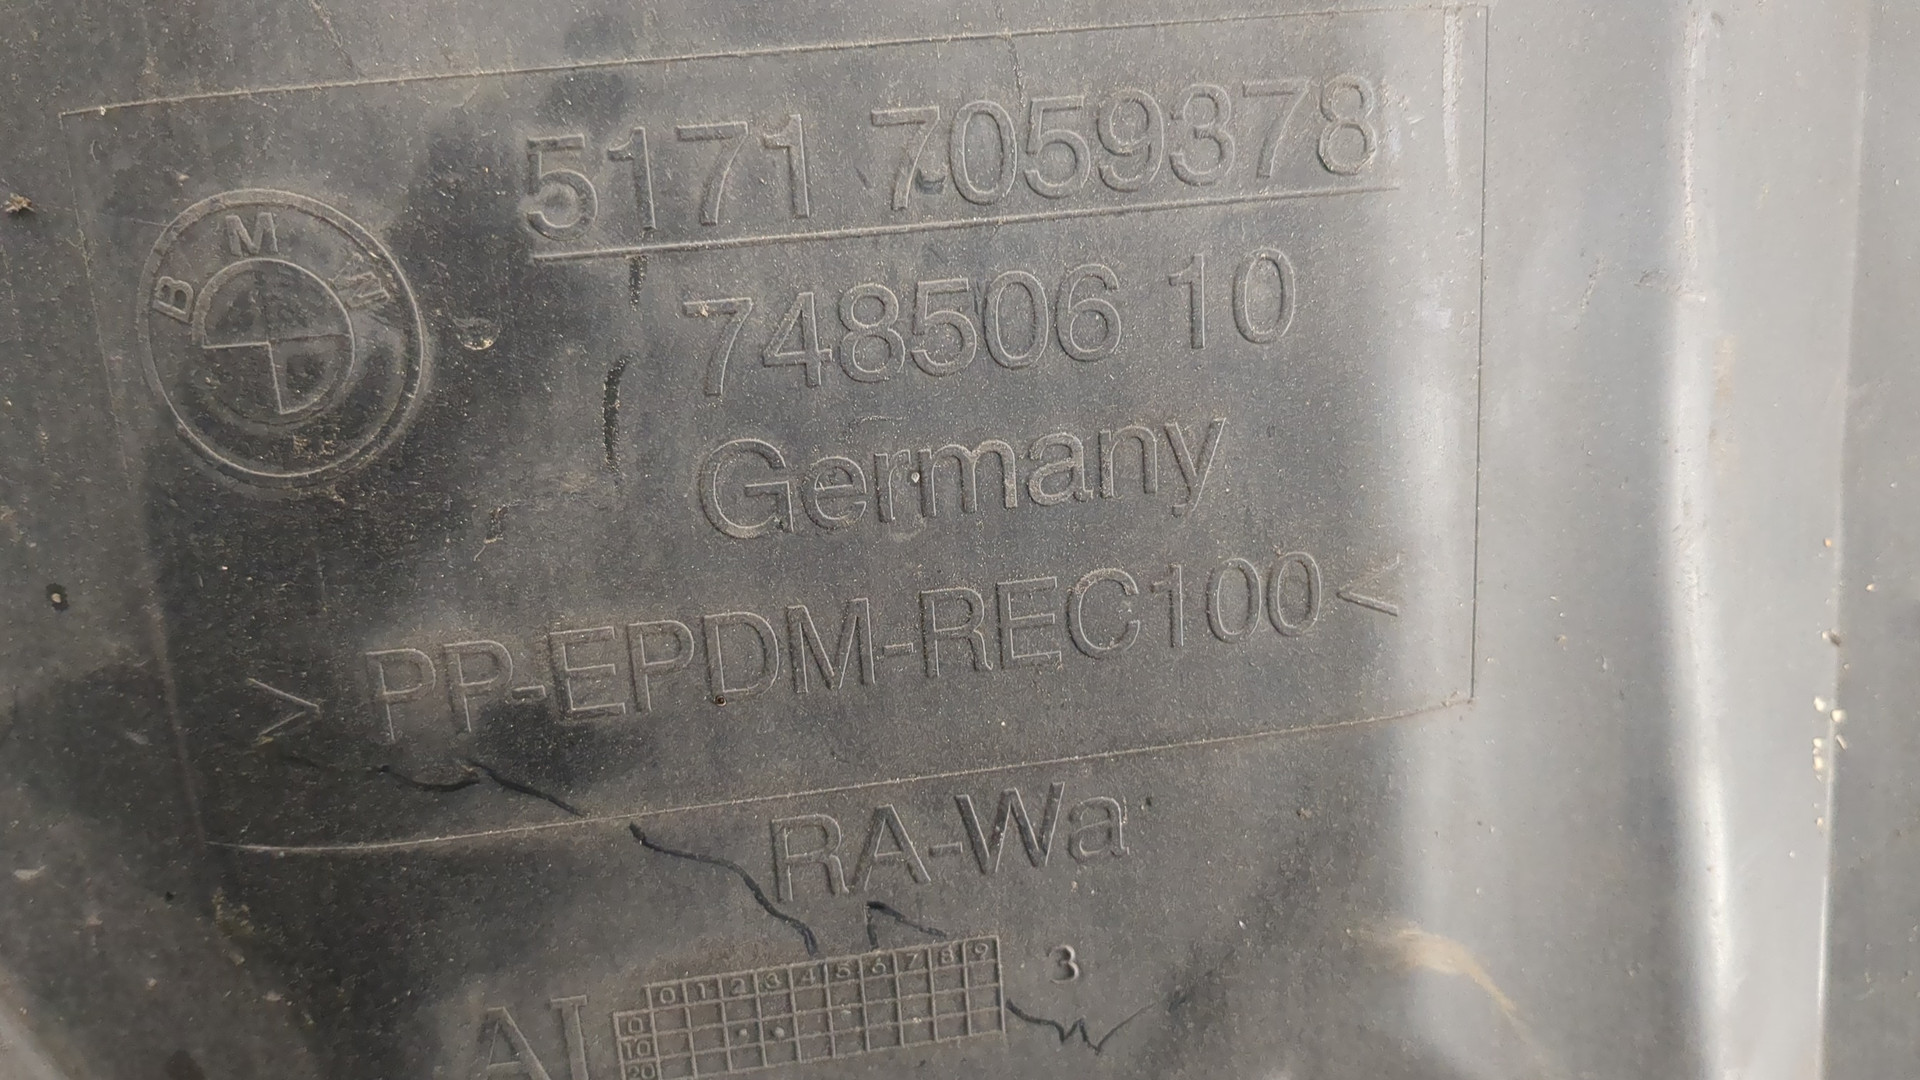 BMW
5171 7059378
748506 10
Germany
> PP-EPDM-REC100 <
RA-Wa
AI
0 1 2 3 4 5 6 7 8 9
0
10
20
3